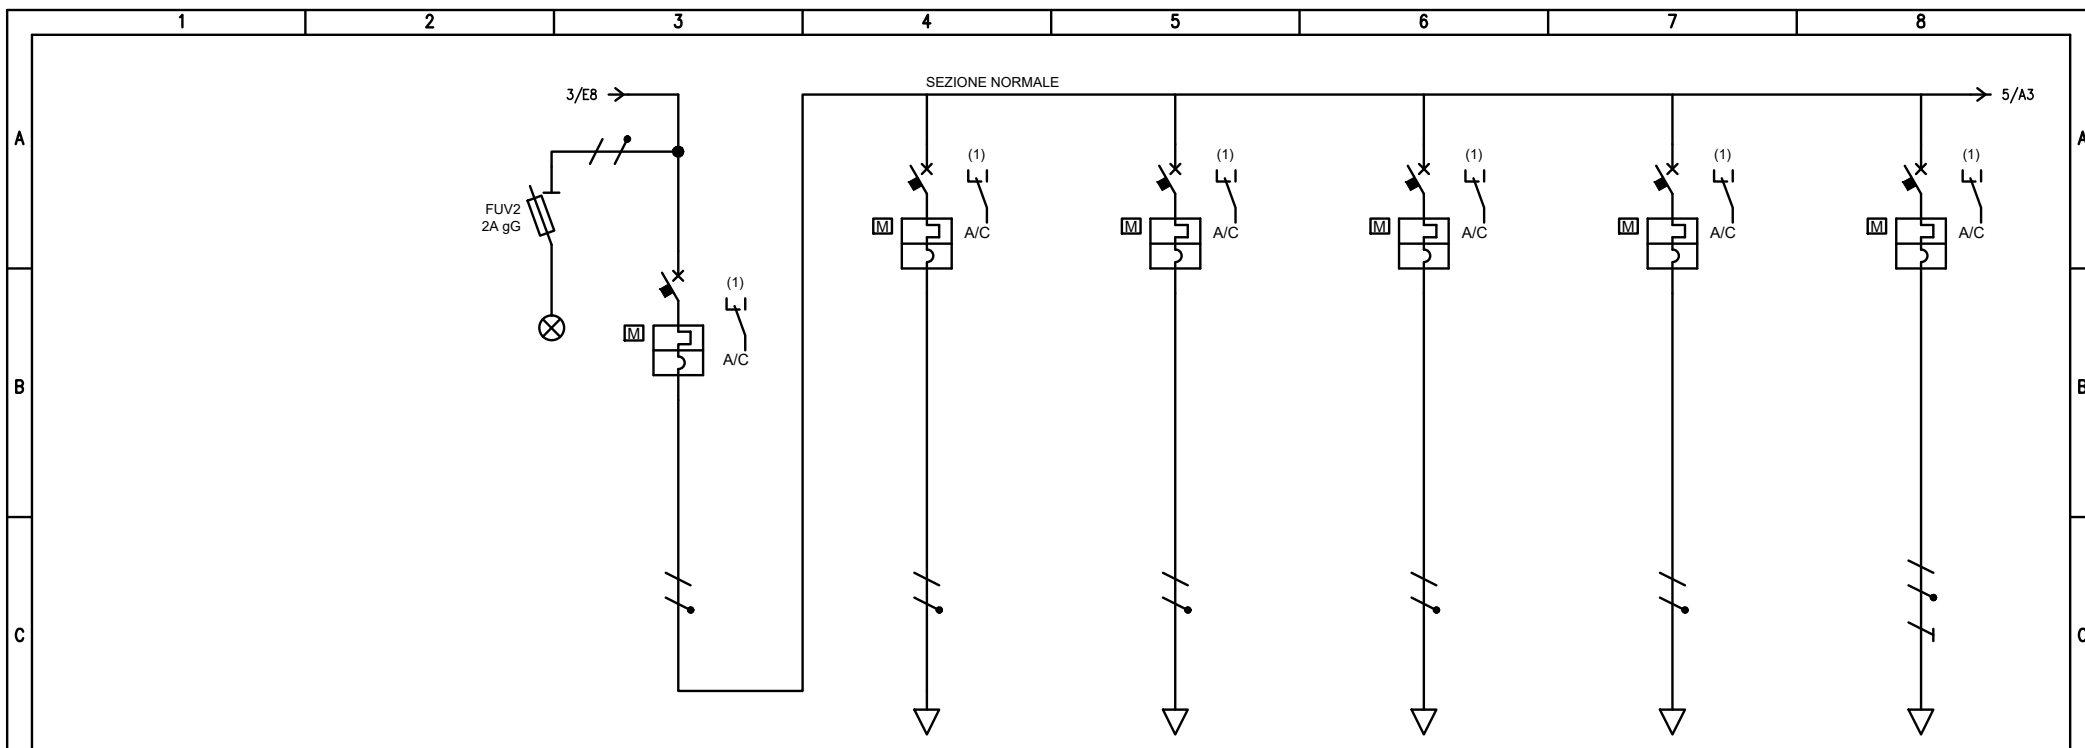 1 2 3 4 5 6 7 8
SEZIONE NORMALE
3/E8
5/A3
A A
(1) (1) (1) (1) (1)
FUV2
2A gG
M A/C M A/C M A/C M A/C M A/C
(1)
M
A/C
B B
C C